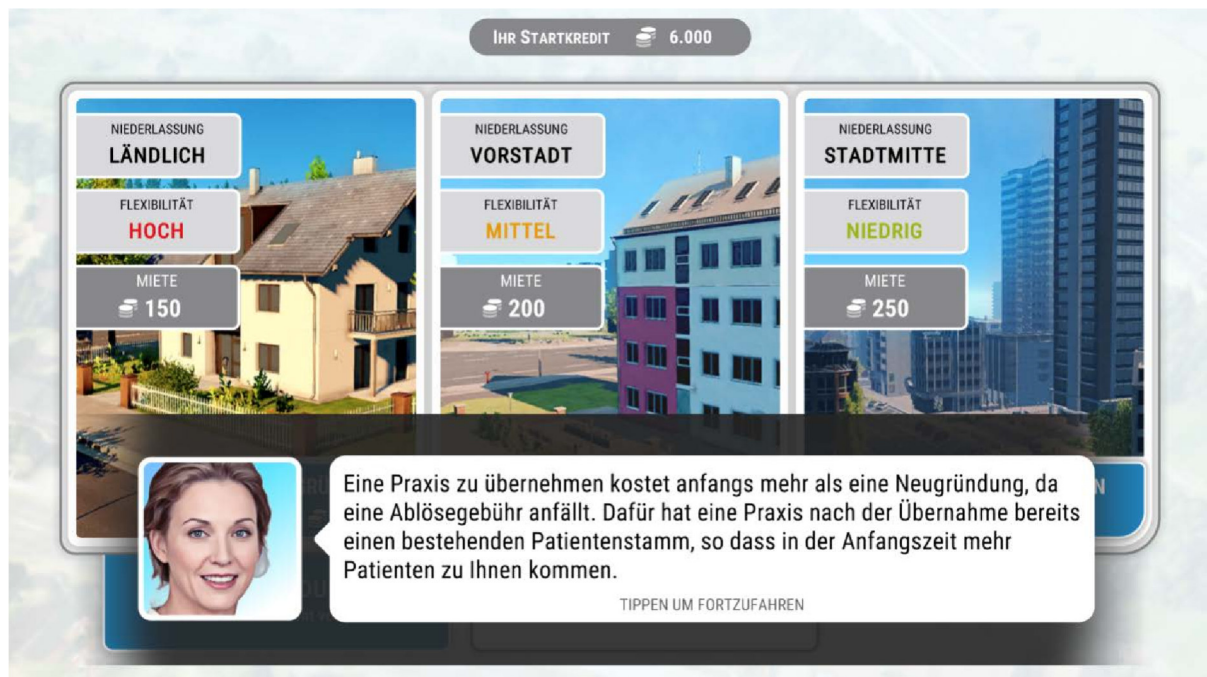 IHR STARTKREDIT 6.000
NIEDERLASSUNG
LÄNDLICH
FLEXIBILITÄT
HOCH
MIETE
150
NIEDERLASSUNG
VORSTADT
FLEXIBILITÄT
MITTEL
MIETE
200
NIEDERLASSUNG
STADTMITTE
FLEXIBILITÄT
NIEDRIG
MIETE
250
Eine Praxis zu übernehmen kostet anfangs mehr als eine Neugründung, da
eine Ablösegebühr anfällt. Dafür hat eine Praxis nach der Übernahme bereits
einen bestehenden Patientenstamm, so dass in der Anfangszeit mehr
Patienten zu Ihnen kommen.
TIPPEN UM FORTZUFAHREN